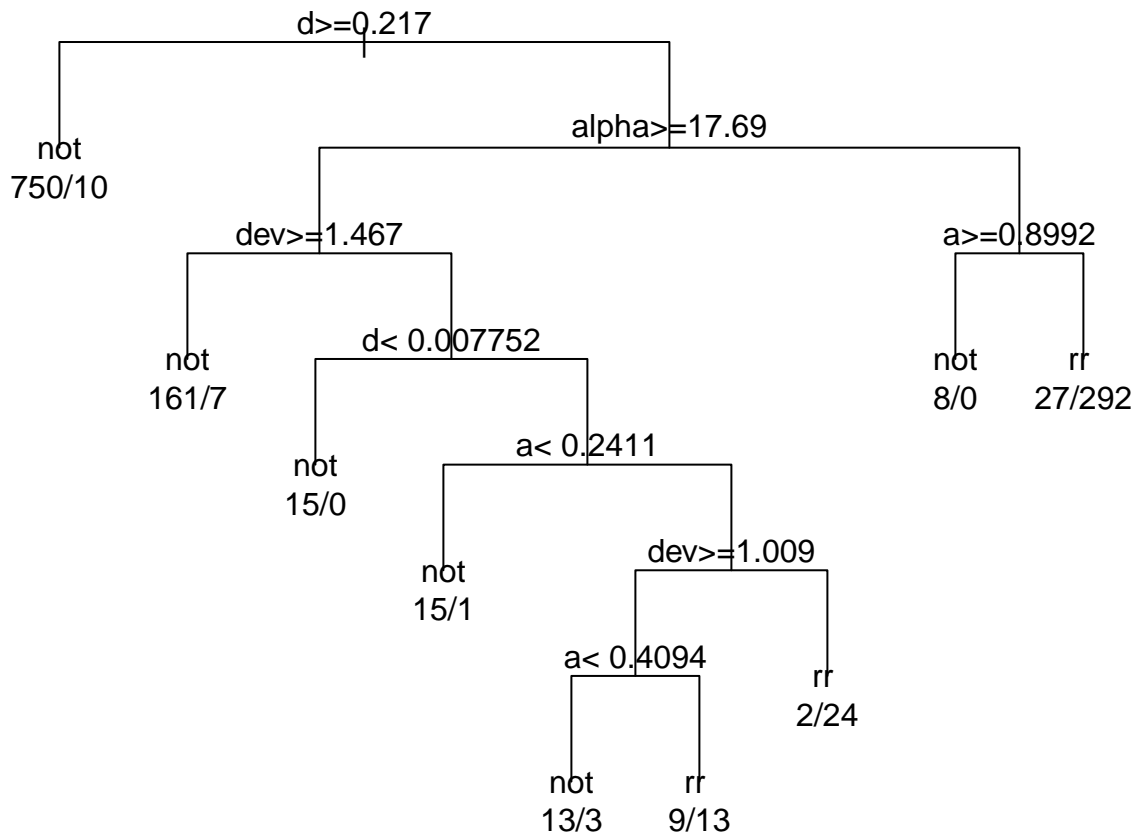 d>=0.217
alpha>=17.69
not
750/10
dev>=1.467
a>=0.8992
d< 0.007752
not
161/7
not
8/0
rr
27/292
a< 0.2411
not
15/0
dev>=1.009
not
15/1
a< 0.4094
rr
2/24
not
13/3
rr
9/13